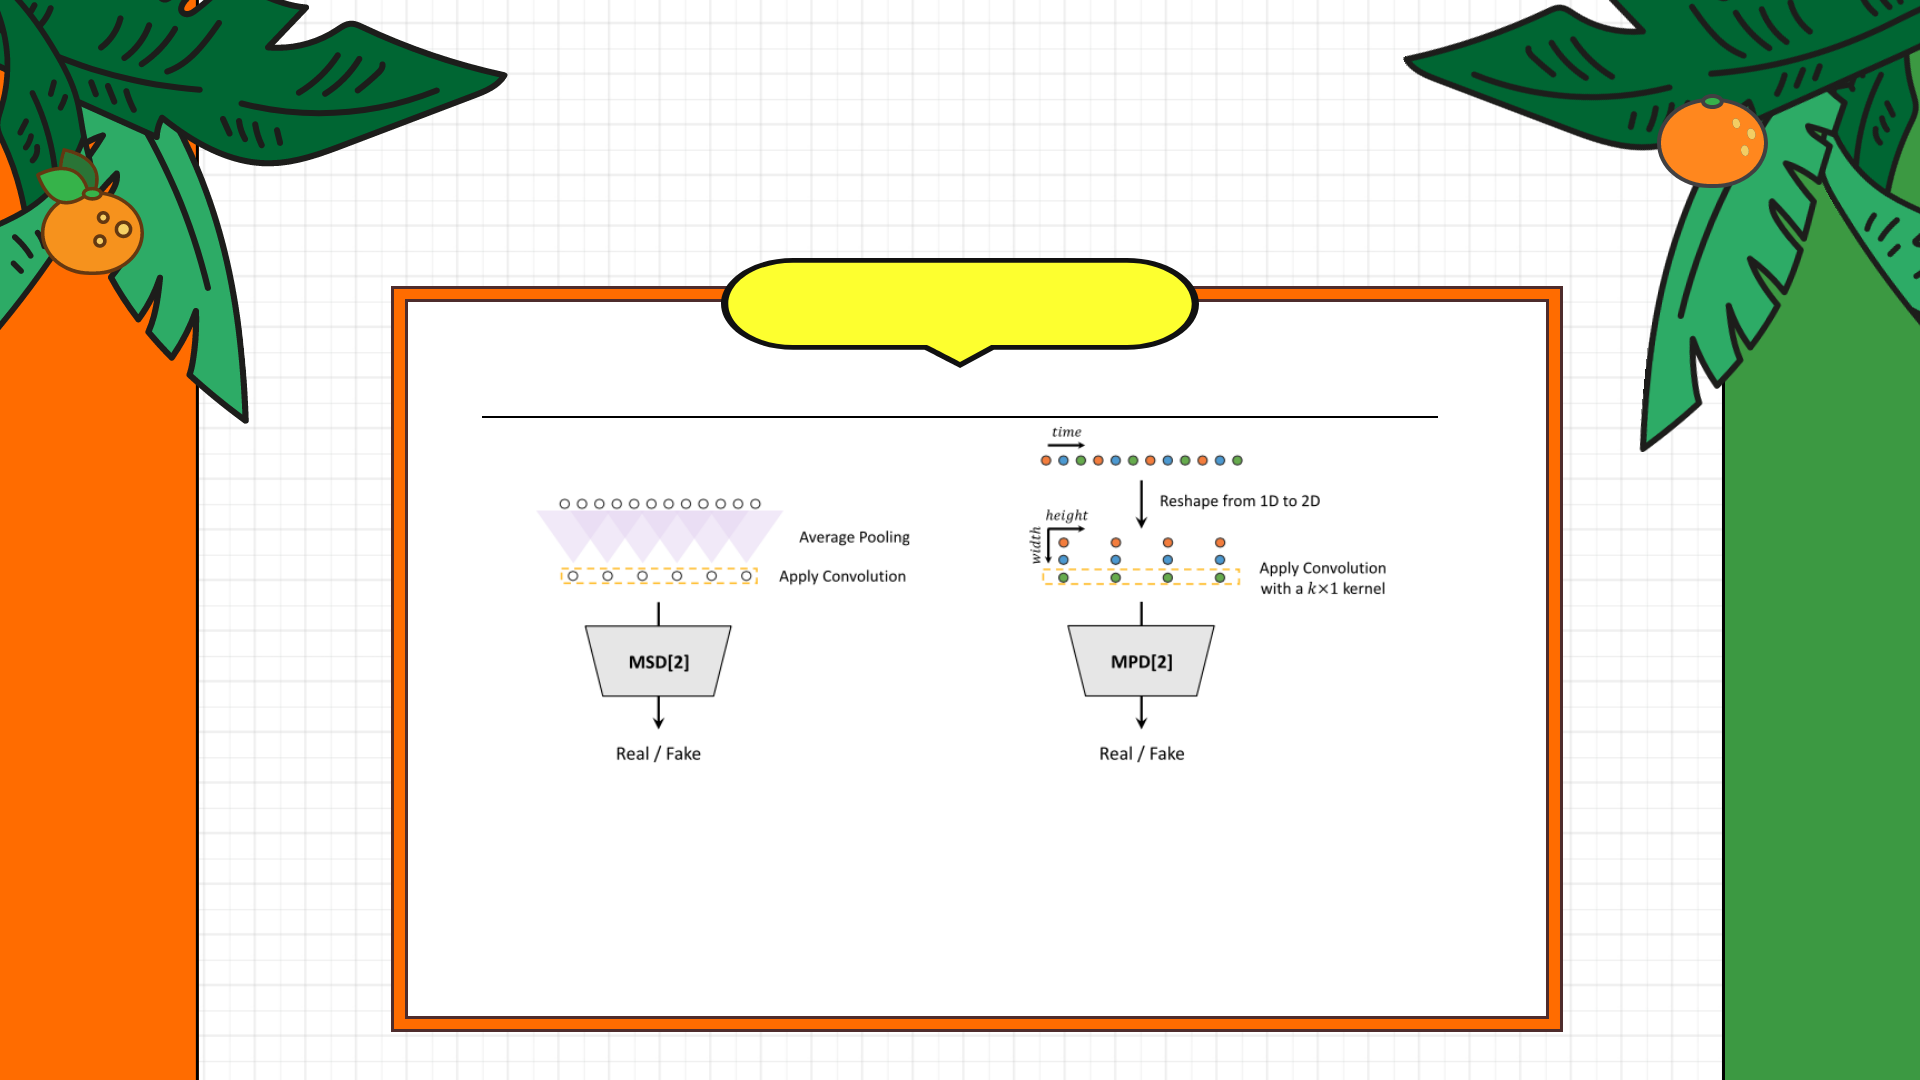 Average Pooling
Apply Convolution
MSD[2]
Real / Fake
time
Reshape from 1D to 2D
height
width
Apply Convolution
with a k×1 kernel
MPD[2]
Real / Fake